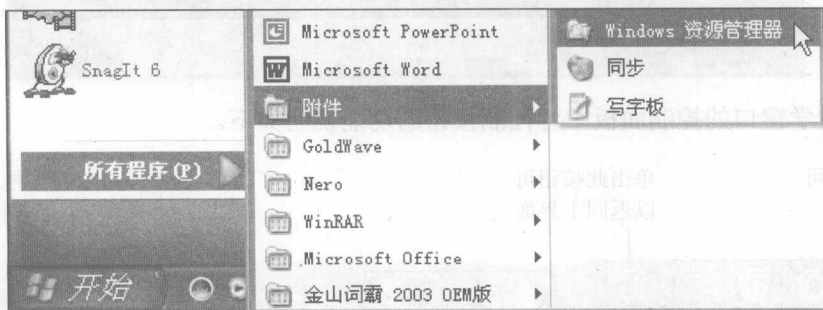 SnagIt 6
所有程序(P)
开始
Microsoft PowerPoint
Microsoft Word
附件
GoldWave
Nero
WinRAR
Microsoft Office
金山词霸 2003 OEM版
Windows 资源管理器
同步
写字板